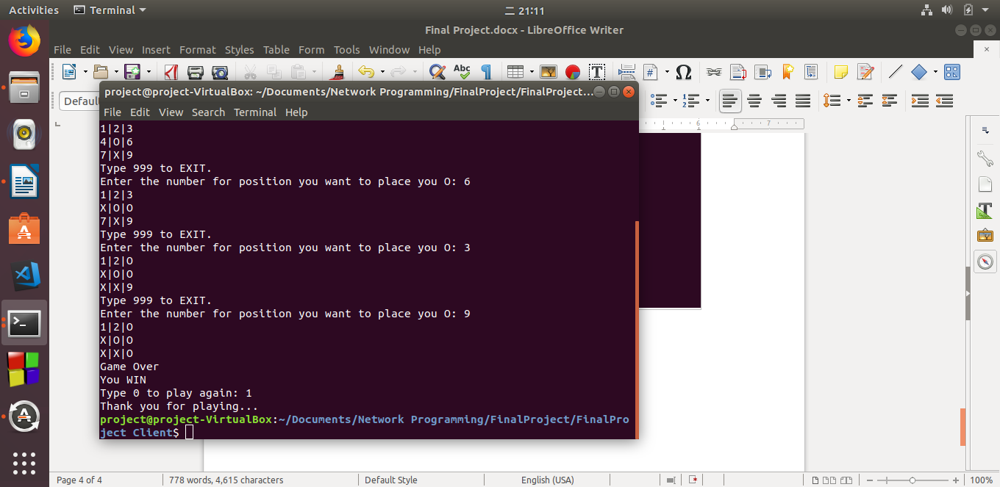 Activities Terminal 二 21:11
Final Project.docx - LibreOffice Writer
File Edit View Insert Format Styles Table Form Tools Window Help
Abc
Defaul
project@project-VirtualBox: ~/Documents/Network Programming/FinalProject/FinalProject...
File Edit View Search Terminal Help
6 7
1|2|3
4|O|6
7|X|9
Type 999 to EXIT.
Enter the number for position you want to place you O: 6
1|2|3
X|O|O
7|X|9
Type 999 to EXIT.
Enter the number for position you want to place you O: 3
1|2|O
X|O|O
X|X|9
Type 999 to EXIT.
Enter the number for position you want to place you O: 9
1|2|O
X|O|O
X|X|O
Game Over
You WIN
Type 0 to play again: 1
Thank you for playing...
project@project-VirtualBox:~/Documents/Network Programming/FinalProject/FinalPro
ject Client$
Page 4 of 4 778 words, 4,615 characters Default Style English (USA) 100%